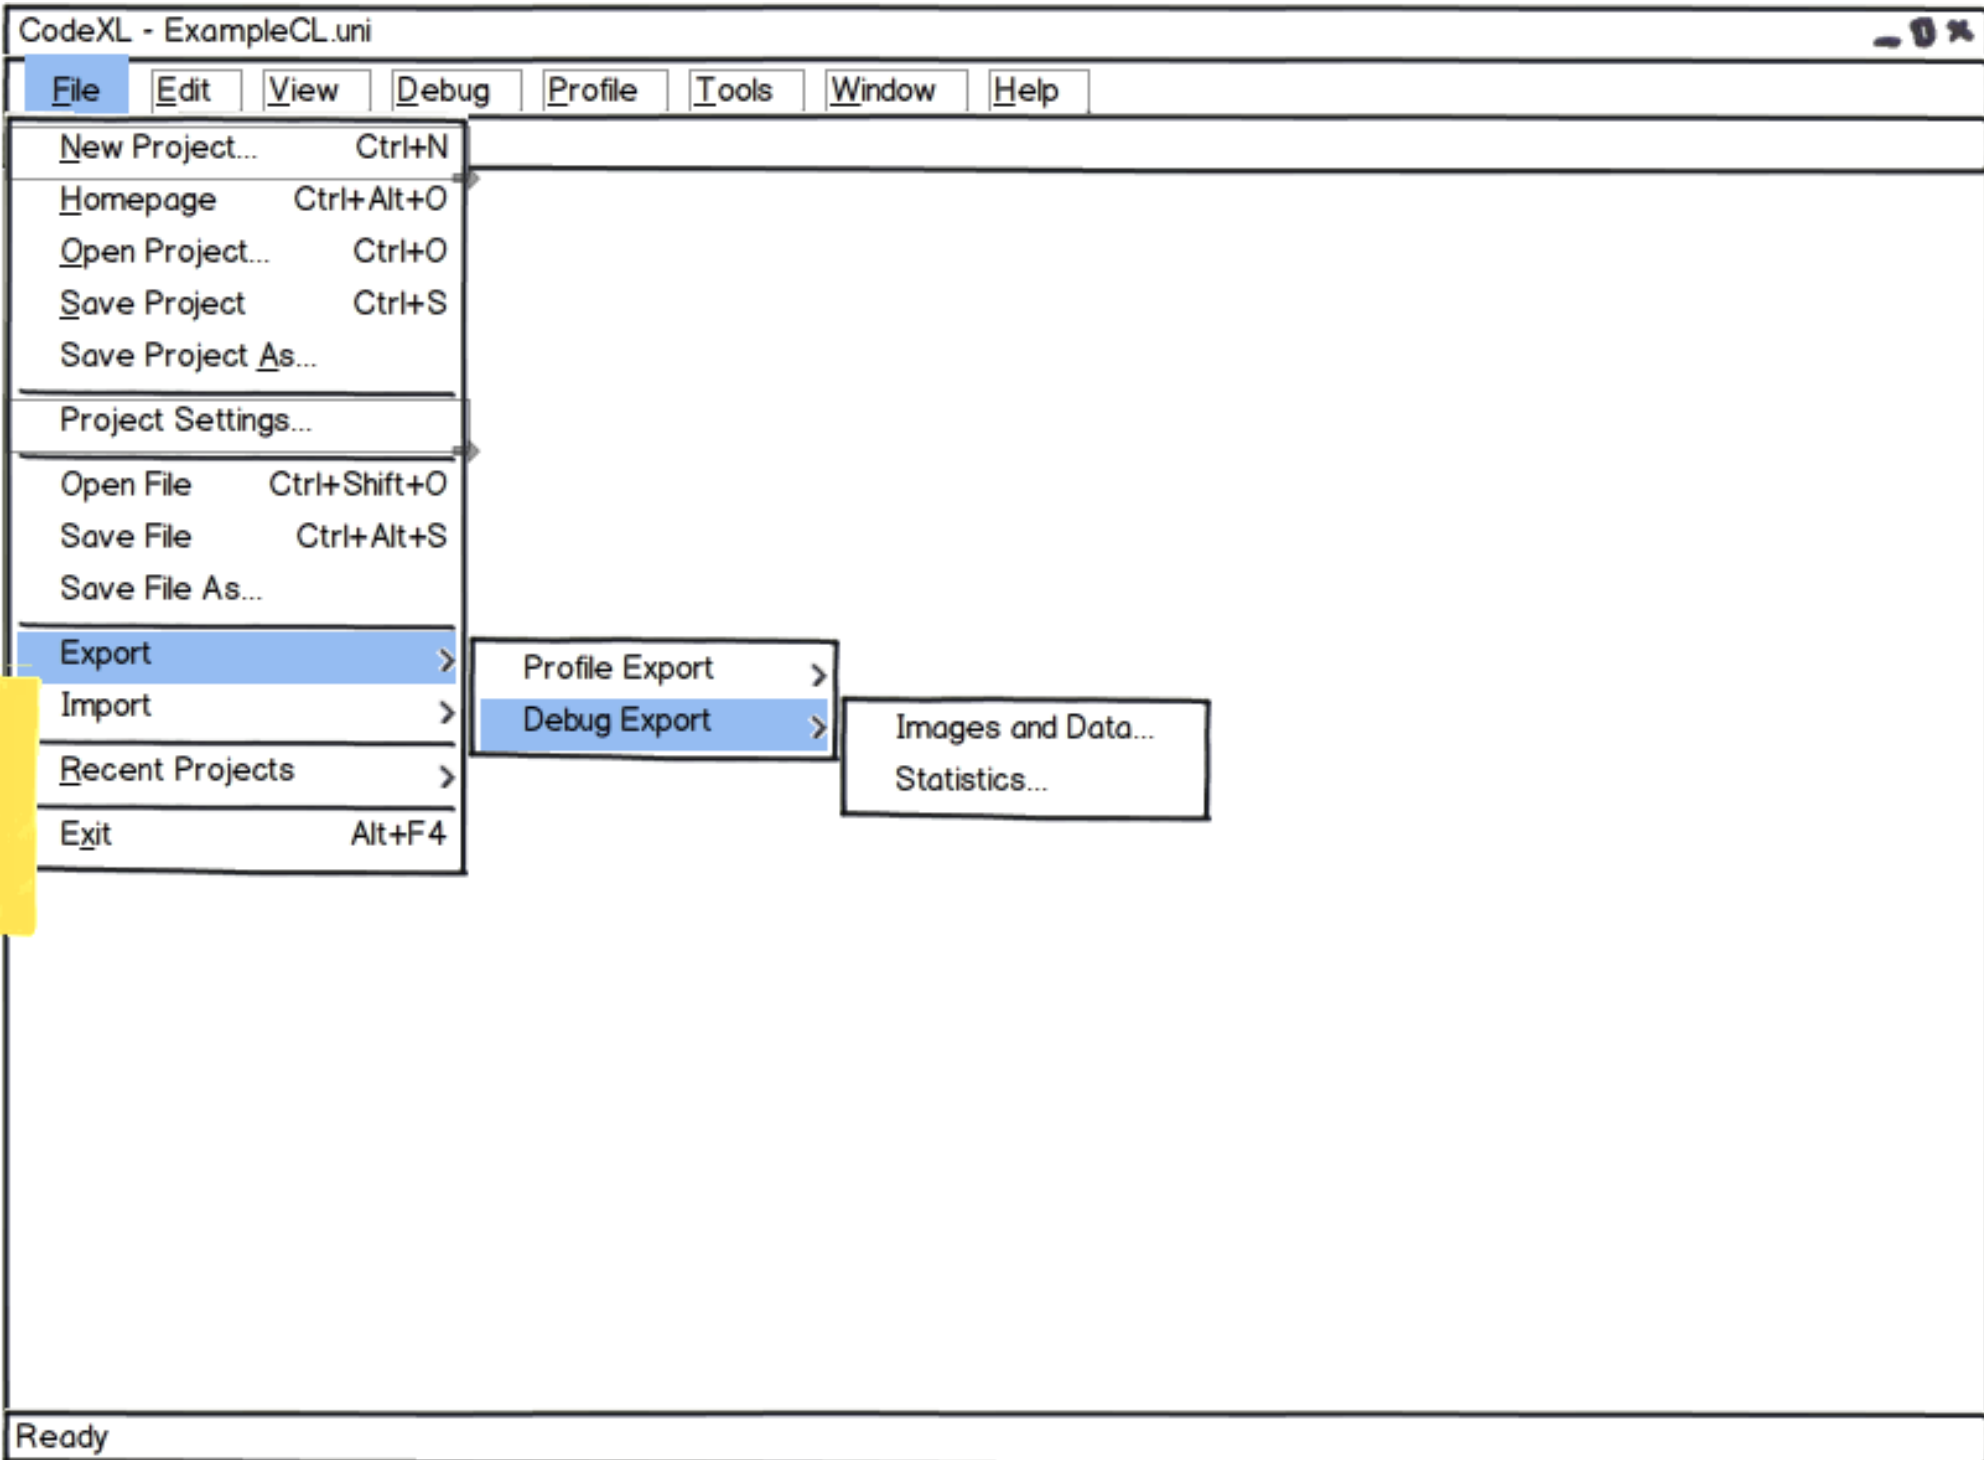 CodeXL - ExampleCL.uni
File Edit View Debug Profile Tools Window Help
New Project... Ctrl+N
Homepage Ctrl+Alt+O
Open Project... Ctrl+O
Save Project Ctrl+S
Save Project As...
Project Settings...
Open File Ctrl+Shift+O
Save File Ctrl+Alt+S
Save File As...
Export
Import
Recent Projects
Exit Alt+F4
Profile Export
Debug Export
Images and Data...
Statistics...
Ready